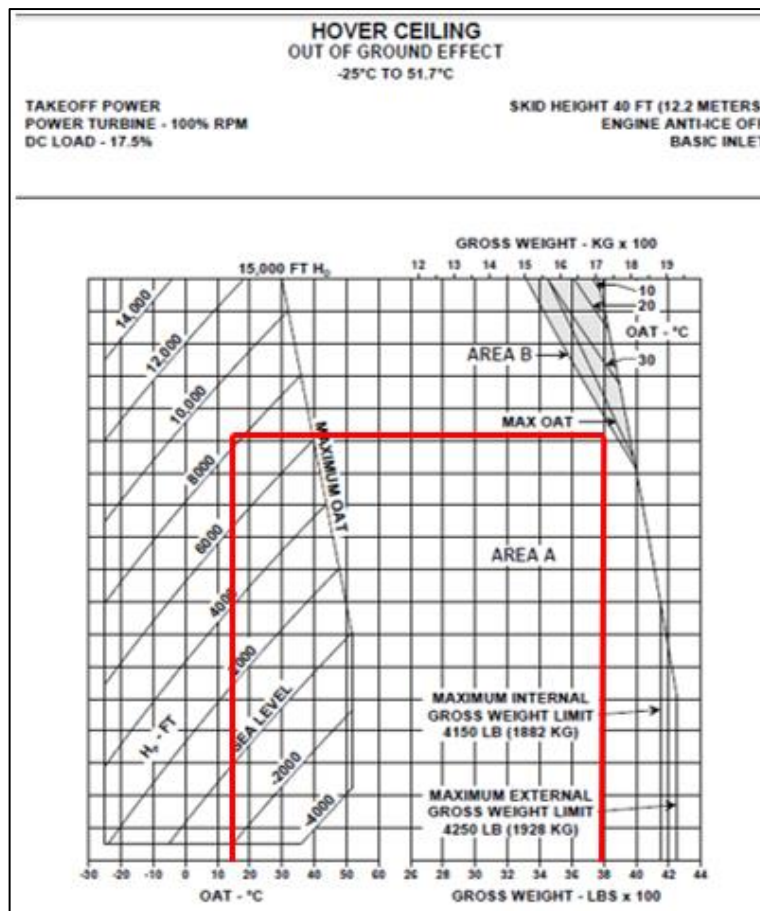 HOVER CEILING
OUT OF GROUND EFFECT
-25°C TO 51.7°C
TAKEOFF POWER
POWER TURBINE - 100% RPM
DC LOAD - 17.5%
SKID HEIGHT 40 FT (12.2 METERS
ENGINE ANTI-ICE OFF
BASIC INLET
GROSS WEIGHT - KG x 100
15,000 FT Hₚ
12 13 14 15 16 17 18 19
14,000
12,000
10,000
8000
6000
4000
2000
SEA LEVEL
-2000
-4000
Hₚ - FT
MAXIMUM OAT
10
20
OAT - °C
30
AREA B
MAX OAT
AREA A
MAXIMUM INTERNAL
GROSS WEIGHT LIMIT
4150 LB (1882 KG)
MAXIMUM EXTERNAL
GROSS WEIGHT LIMIT
4250 LB (1928 KG)
-30 -20 -10 0 10 20 30 40 50 60
26 28 30 32 34 36 38 40 42 44
OAT - °C
GROSS WEIGHT - LBS x 100